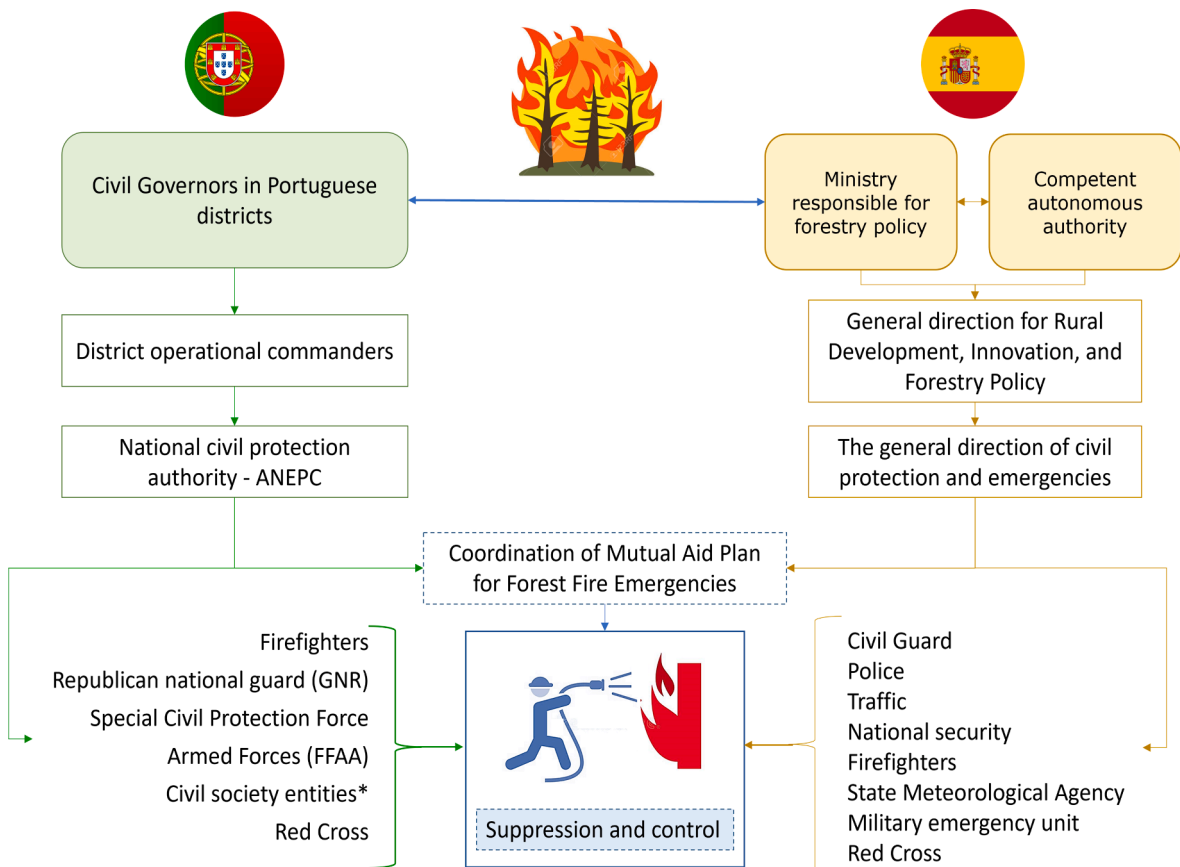 Civil Governors in Portuguese
districts
Ministry
responsible for
forestry policy
Competent
autonomous
authority
District operational commanders
General direction for Rural
Development, Innovation, and
Forestry Policy
National civil protection
authority - ANEPC
The general direction of civil
protection and emergencies
Coordination of Mutual Aid Plan
for Forest Fire Emergencies
Firefighters
Republican national guard (GNR)
Special Civil Protection Force
Armed Forces (FFAA)
Civil society entities*
Red Cross
Suppression and control
Civil Guard
Police
Traffic
National security
Firefighters
State Meteorological Agency
Military emergency unit
Red Cross